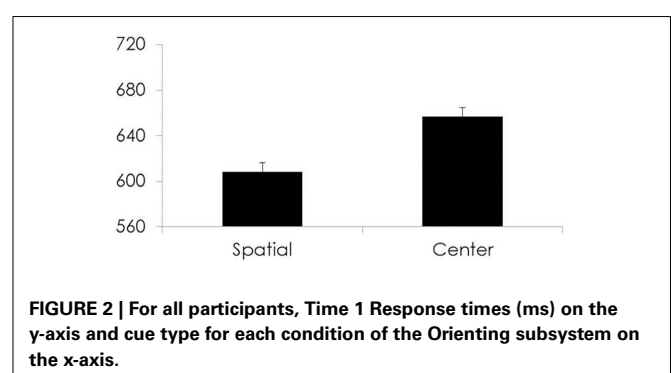 720
680
640
600
560
Spatial Center
FIGURE 2 | For all participants, Time 1 Response times (ms) on the
y-axis and cue type for each condition of the Orienting subsystem on
the x-axis.